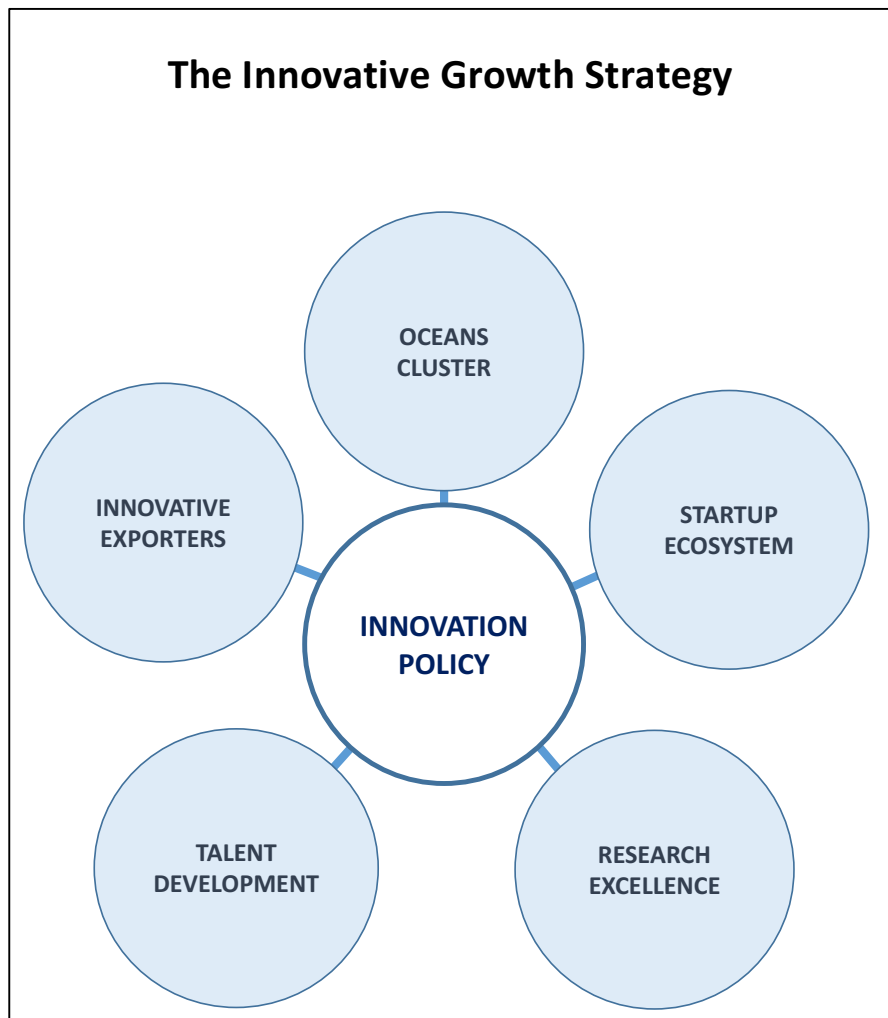 The Innovative Growth Strategy
OCEANS
CLUSTER
INNOVATIVE
EXPORTERS
STARTUP
ECOSYSTEM
INNOVATION
POLICY
TALENT
DEVELOPMENT
RESEARCH
EXCELLENCE